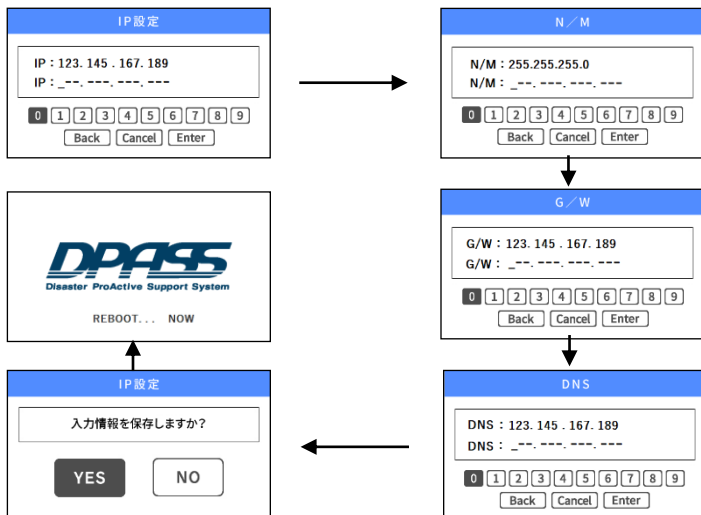 IP設定
IP：123. 145 . 167. 189
IP：_--. ---. ---. ---
0 1 2 3 4 5 6 7 8 9
Back Cancel Enter
N／M
N/M：255.255.255.0
N/M： _--. ---. ---. ---
0 1 2 3 4 5 6 7 8 9
Back Cancel Enter
G／W
G/W：123. 145 . 167. 189
G/W： _--. ---. ---. ---
0 1 2 3 4 5 6 7 8 9
Back Cancel Enter
DNS
DNS：123. 145 . 167. 189
DNS： _--. ---. ---. ---
0 1 2 3 4 5 6 7 8 9
Back Cancel Enter
IP設定
入力情報を保存しますか？
YES NO
DPASS
Disaster ProActive Support System
REBOOT... NOW